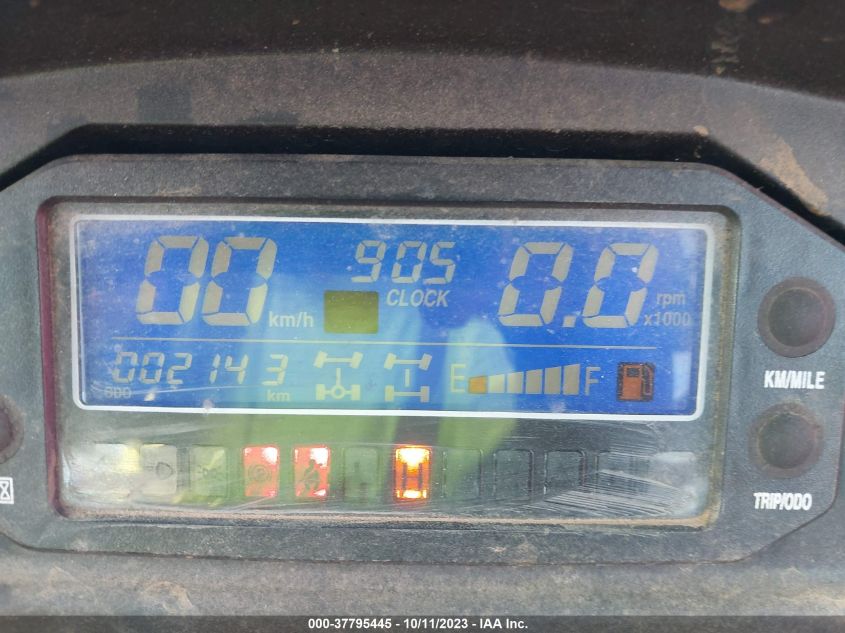 00 km/h 905 CLOCK 0.0 rpm x1000
002143 km ODO E F
KM/MILE
TRIP/ODO
000-37795445 - 10/11/2023 - IAA Inc.